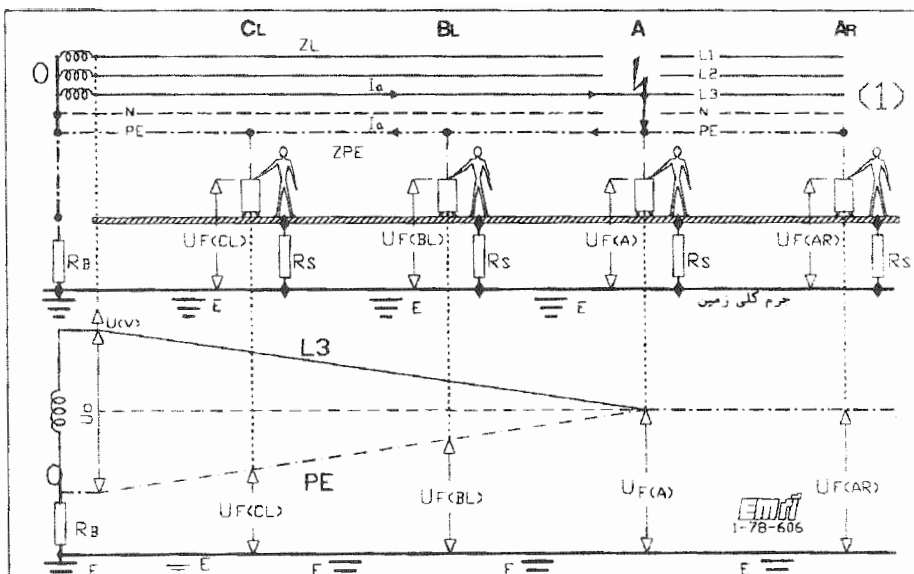 CL BL A AR
ZL L1
O L2
Ia L3 (1)
N N
PE Ia PE
ZPE
UF(CL) UF(BL) UF(A) UF(AR)
RB RS RS RS RS
E E E جرم کلی زمین
U(V)
L3
UO
O
PE
UF(CL) UF(BL) UF(A) UF(AR)
RB
Emri
1-78-606
E E E E E